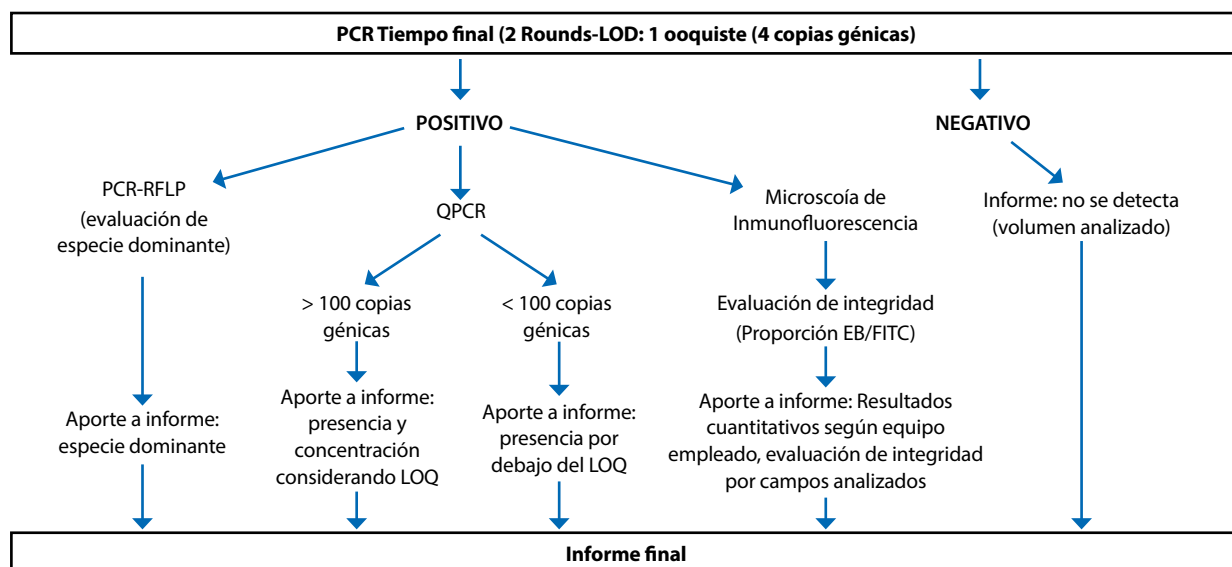 PCR Tiempo final (2 Rounds-LOD: 1 ooquiste (4 copias génicas)
POSITIVO
NEGATIVO
PCR-RFLP
(evaluación de
especie dominante)
QPCR
Microscoía de
Inmunofluorescencia
Informe: no se detecta
(volumen analizado)
> 100 copias
génicas
< 100 copias
génicas
Evaluación de integridad
(Proporción EB/FITC)
Aporte a informe:
especie dominante
Aporte a informe:
presencia y
concentración
considerando LOQ
Aporte a informe:
presencia por
debajo del LOQ
Aporte a informe: Resultados
cuantitativos según equipo
empleado, evaluación de integridad
por campos analizados
Informe final